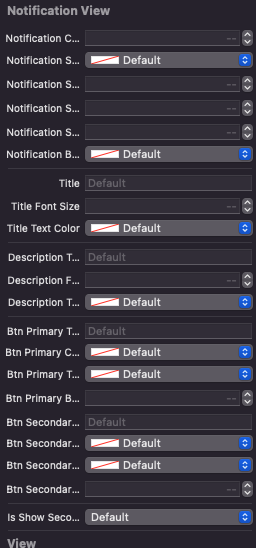 Notification View
Notification C... --
Notification S... Default
Notification S... --
Notification S... --
Notification S... --
Notification B... Default
Title Default
Title Font Size --
Title Text Color Default
Description T... Default
Description F... --
Description T... Default
Btn Primary T... Default
Btn Primary C... Default
Btn Primary T... Default
Btn Primary B... --
Btn Secondar... Default
Btn Secondar... Default
Btn Secondar... Default
Btn Secondar... --
Is Show Seco... Default
View